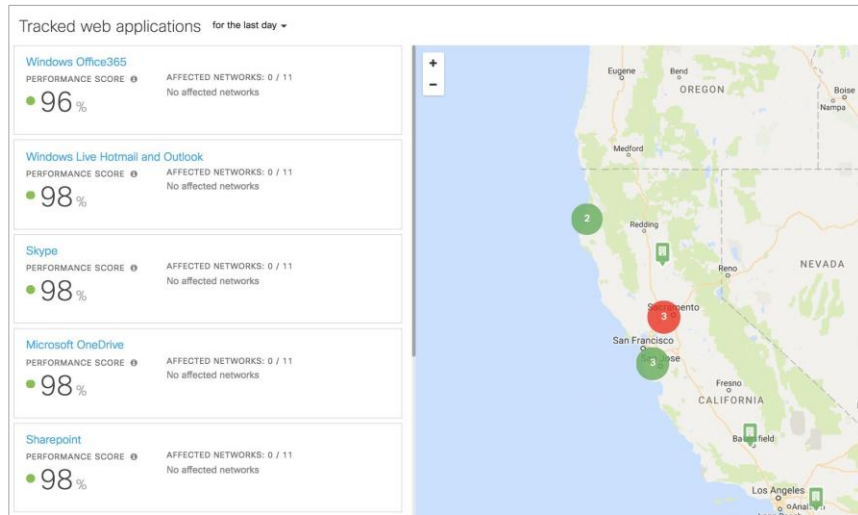 Tracked web applications for the last day
Windows Office365
PERFORMANCE SCORE
AFFECTED NETWORKS: 0 / 11
No affected networks
96 %
Windows Live Hotmail and Outlook
PERFORMANCE SCORE
AFFECTED NETWORKS: 0 / 11
No affected networks
98 %
Skype
PERFORMANCE SCORE
AFFECTED NETWORKS: 0 / 11
No affected networks
98 %
Microsoft OneDrive
PERFORMANCE SCORE
AFFECTED NETWORKS: 0 / 11
No affected networks
98 %
Sharepoint
PERFORMANCE SCORE
AFFECTED NETWORKS: 0 / 11
No affected networks
98 %
+
−
Eugene
Bend
OREGON
Boise
Nampa
Medford
2
Redding
Reno
NEVADA
Sacramento
3
San Francisco
San Jose
3
Fresno
CALIFORNIA
Los Angeles